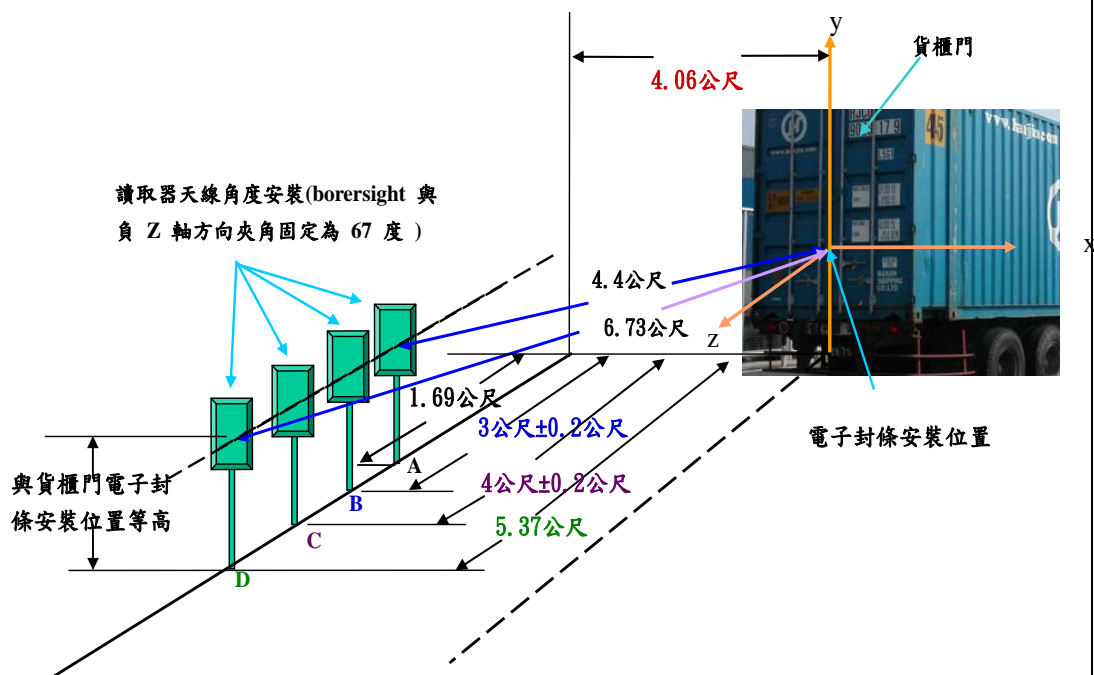 y
貨櫃門
4.06公尺
www.hanjin.com
45
讀取器天線角度安裝(borersight 與
負 Z 軸方向夾角固定為 67 度 )
x
4.4公尺
6.73公尺
z
1.69公尺
3公尺±0.2公尺
電子封條安裝位置
A
與貨櫃門電子封
條安裝位置等高
B
4公尺±0.2公尺
5.37公尺
C
D